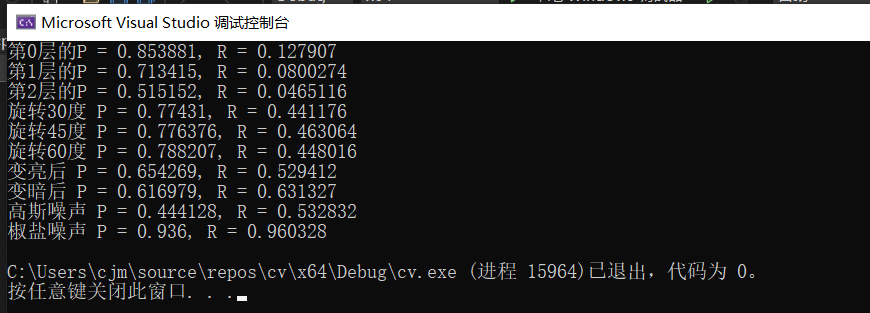 Microsoft Visual Studio 调试控制台
第0层的P = 0.853881, R = 0.127907
第1层的P = 0.713415, R = 0.0800274
第2层的P = 0.515152, R = 0.0465116
旋转30度 P = 0.77431, R = 0.441176
旋转45度 P = 0.776376, R = 0.463064
旋转60度 P = 0.788207, R = 0.448016
变亮后 P = 0.654269, R = 0.529412
变暗后 P = 0.616979, R = 0.631327
高斯噪声 P = 0.444128, R = 0.532832
椒盐噪声 P = 0.936, R = 0.960328
C:\Users\cjm\source\repos\cv\x64\Debug\cv.exe (进程 15964)已退出，代码为 0。
按任意键关闭此窗口. . .